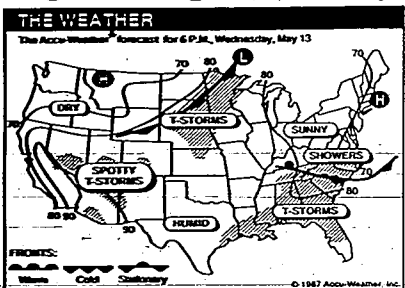 THE WEATHER
The Accu-Weather® forecast for 6 P.M., Wednesday, May 13
L
70
80
70
80
H
DRY
T-STORMS
H
70
SUNNY
SHOWERS
SPOTTY
T-STORMS
70
80
T-STORMS
80 90
90
HUMID
FRONTS:
Warm
Cold
Stationary
© 1987 Accu-Weather, Inc.